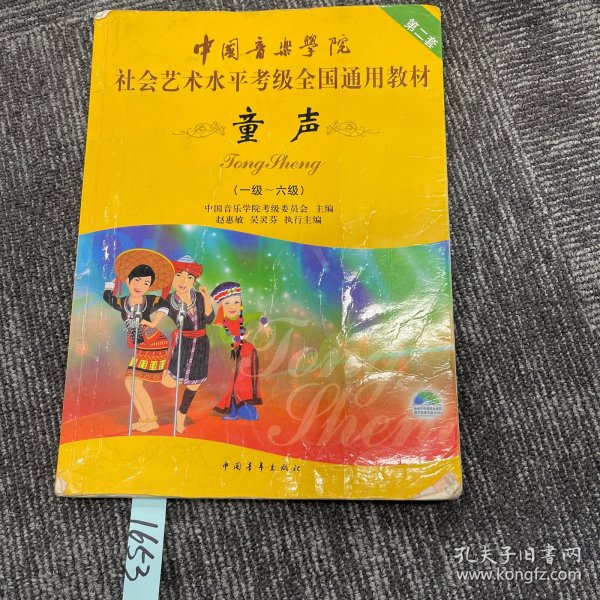 第二套
中国音乐学院
社会艺术水平考级全国通用教材
童声
TongSheng
(一级~六级)
中国音乐学院考级委员会 主编
赵惠敏 吴灵芬 执行主编
Tong
Shen
中国青年出版社
1653
孔夫子旧书网
www.kongfz.com